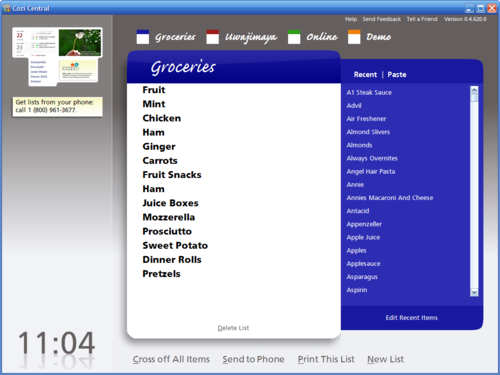 Cozi Central
Help Send Feedback Tell a Friend Version 0.4.620.0
Groceries Uwajimaya Online Demo
22
23
Get lists from your phone:
call 1 (800) 961-3677.
11:04
Groceries
Fruit
Mint
Chicken
Ham
Ginger
Carrots
Fruit Snacks
Ham
Juice Boxes
Mozzerella
Prosciutto
Sweet Potato
Dinner Rolls
Pretzels
Delete List
Recent | Paste
A1 Steak Sauce
Advil
Air Freshener
Almond Slivers
Almonds
Always Overnites
Angel Hair Pasta
Annie
Annies Macaroni And Cheese
Antacid
Appenzeller
Apple Juice
Apples
Applesauce
Asparagus
Aspirin
Edit Recent Items
Cross off All Items Send to Phone Print This List New List